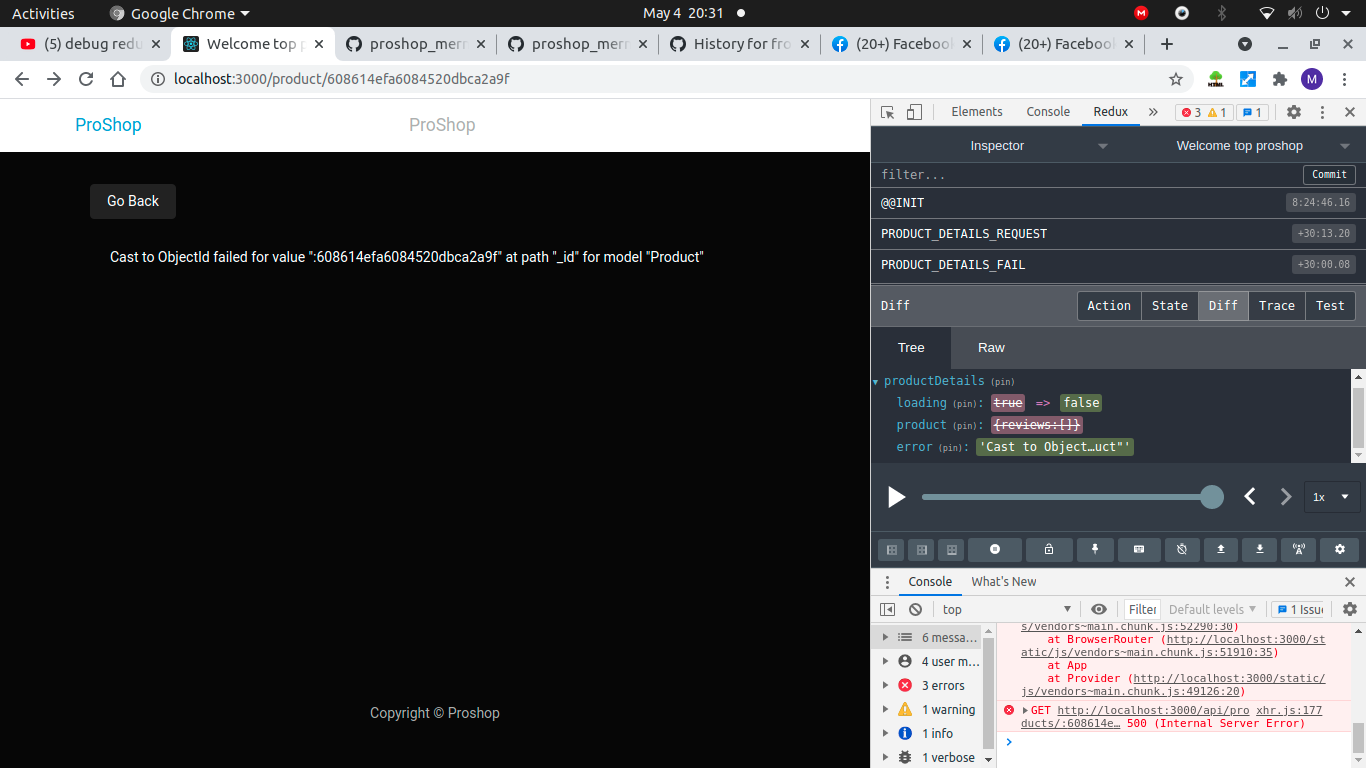 Activities
Google Chrome
May 4 20:31
(5) debug redu
Welcome top p
proshop_mern
proshop_mern
History for fro
(20+) Facebook
(20+) Facebook
localhost:3000/product/608614efa6084520dbca2a9f
HTML
M
ProShop
ProShop
Go Back
Cast to ObjectId failed for value ":608614efa6084520dbca2a9f" at path "_id" for model "Product"
Copyright © Proshop
Elements
Console
Redux
3
1
1
Inspector
Welcome top proshop
filter...
Commit
@@INIT
8:24:46.16
PRODUCT_DETAILS_REQUEST
+30:13.20
PRODUCT_DETAILS_FAIL
+30:00.08
Diff
Action
State
Diff
Trace
Test
Tree
Raw
productDetails (pin)
loading (pin): true => false
product (pin): {reviews:[]}
error (pin): 'Cast to Object…uct"'
1x
Console
What's New
top
Filter
Default levels
1 Issu
6 messa…
4 user m…
3 errors
1 warning
1 info
1 verbose
s/vendors~main.chunk.js:52290:30)
at BrowserRouter (http://localhost:3000/st
atic/js/vendors~main.chunk.js:51910:35)
at App
at Provider (http://localhost:3000/static/
js/vendors~main.chunk.js:49126:20)
GET http://localhost:3000/api/pro xhr.js:177
ducts/:608614e… 500 (Internal Server Error)